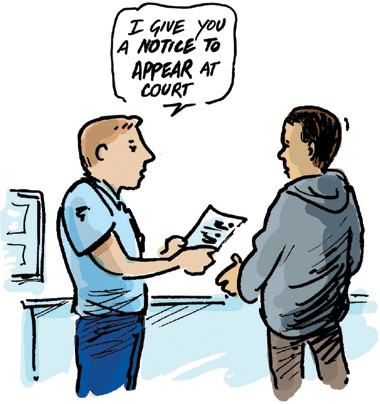 I GIVE YOU
A NOTICE TO
APPEAR AT
COURT